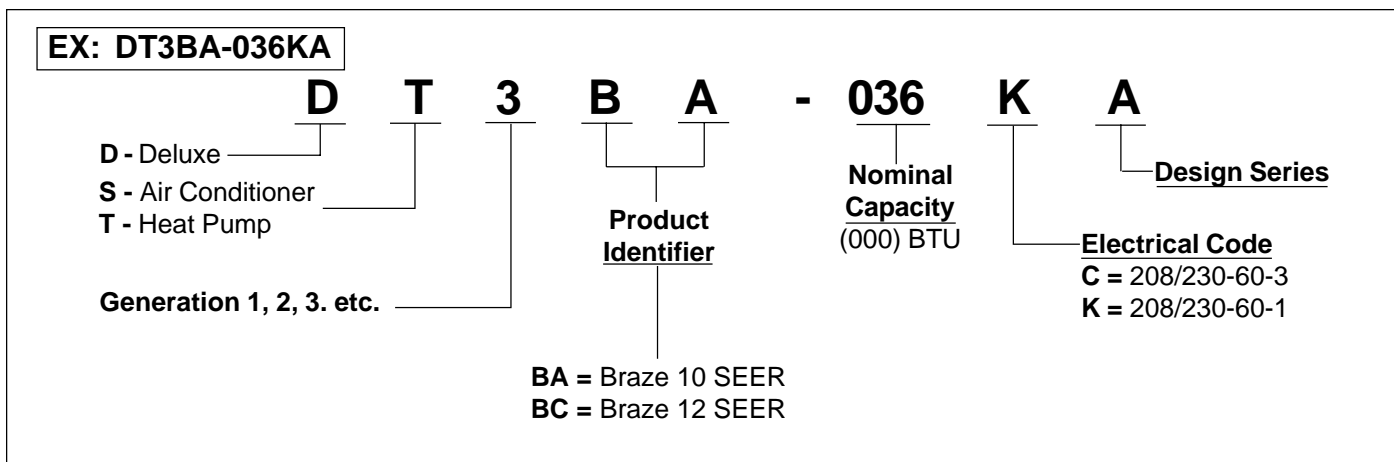 EX: DT3BA-036KA
D T 3 B A - 036 K A
D - Deluxe
S - Air Conditioner
T - Heat Pump
Generation 1, 2, 3. etc.
Product
Identifier
BA = Braze 10 SEER
BC = Braze 12 SEER
Nominal
Capacity
(000) BTU
Design Series
Electrical Code
C = 208/230-60-3
K = 208/230-60-1